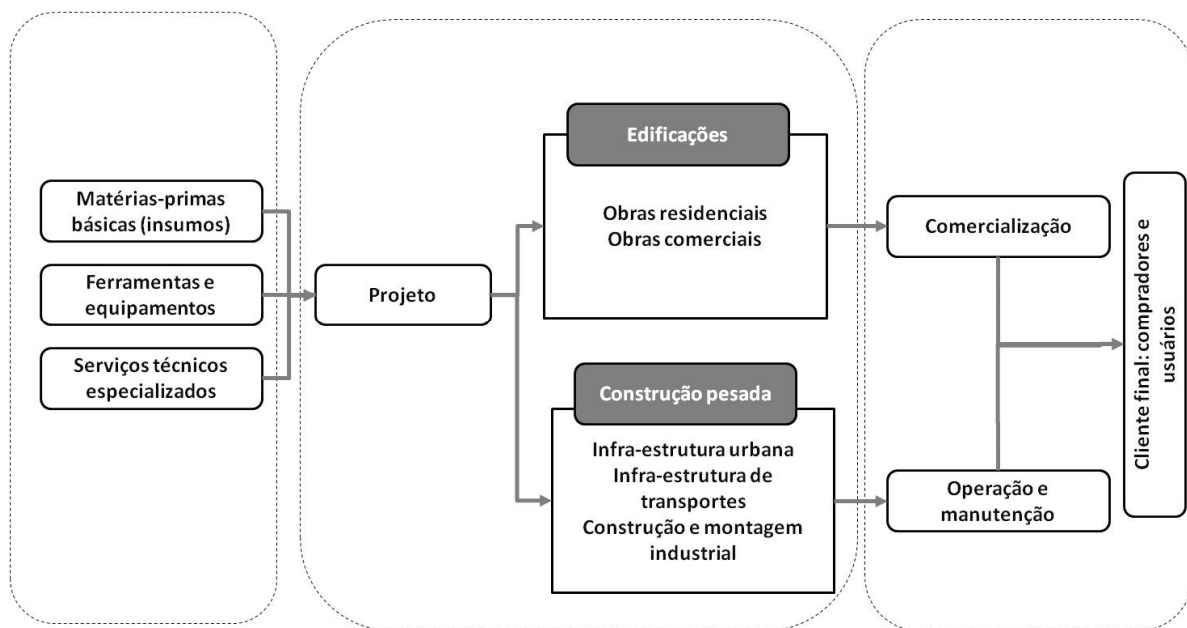 Matérias-primas
básicas (insumos)
Ferramentas e
equipamentos
Serviços técnicos
especializados
Projeto
Edificações
Obras residenciais
Obras comerciais
Construção pesada
Infra-estrutura urbana
Infra-estrutura de
transportes
Construção e montagem
industrial
Comercialização
Operação e
manutenção
Cliente final: compradores e
usuários